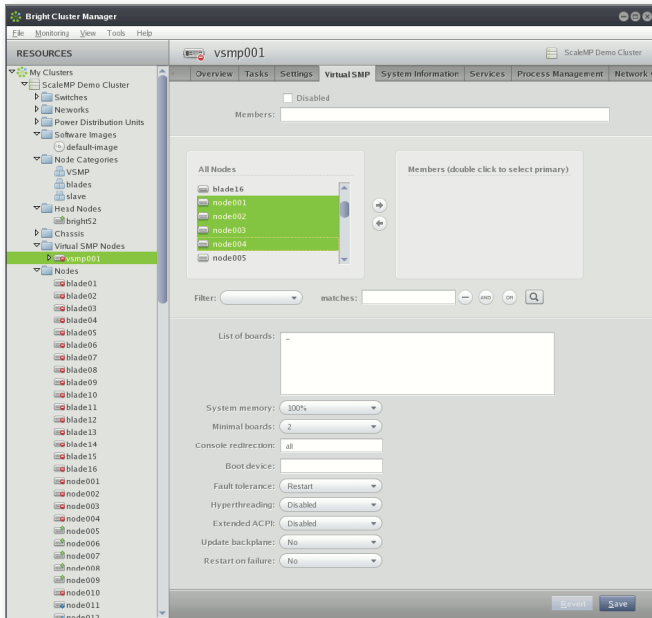 Bright Cluster Manager
File Monitoring View Tools Help
RESOURCES
My Clusters
ScaleMP Demo Cluster
Switches
Networks
Power Distribution Units
Software Images
default-image
Node Categories
VSMP
blades
slave
Head Nodes
bright52
Chassis
Virtual SMP Nodes
vsmp001
Nodes
blade01
blade02
blade03
blade04
blade05
blade06
blade07
blade08
blade09
blade10
blade11
blade12
blade13
blade14
blade15
blade16
node001
node002
node003
node004
node005
node006
node007
node008
node009
node010
node011
node012
vsmp001
ScaleMP Demo Cluster
Overview Tasks Settings Virtual SMP System Information Services Process Management Network
Disabled
Members:
All Nodes
blade16
node001
node002
node003
node004
node005
Members (double click to select primary)
Filter: matches: AND OR
List of boards: -
System memory: 100%
Minimal boards: 2
Console redirection: all
Boot device:
Fault tolerance: Restart
Hyperthreading: Disabled
Extended ACPI: Disabled
Update backplane: No
Restart on failure: No
Revert Save